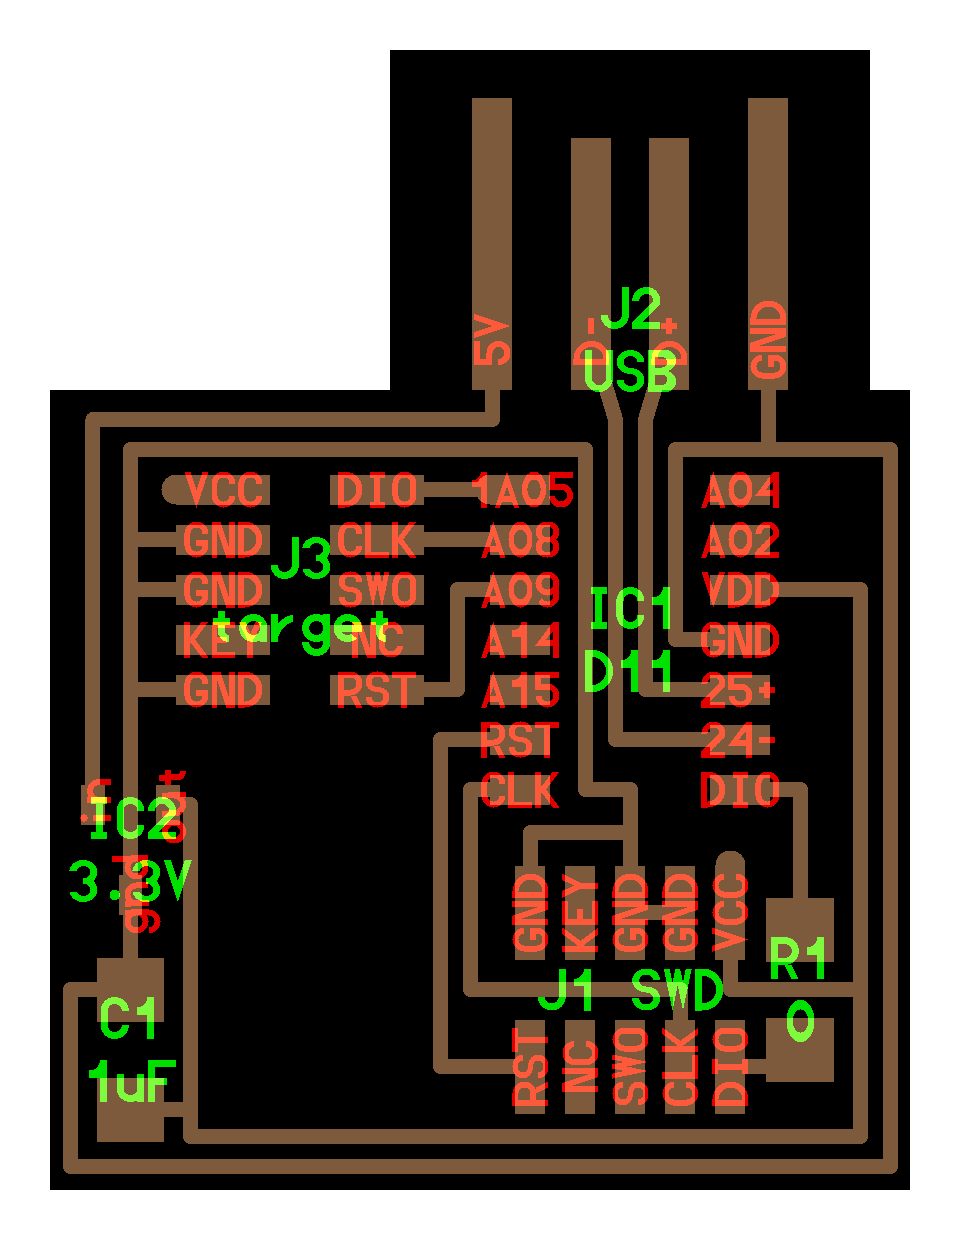 5V D- D+ GND
J2
USB
VCC DIO 1A05 A04
GND CLK A08 A02
J3
GND SWO A09 VDD
IC1
target
KEY NC A14 GND
D11
GND RST A15 25+
RST 24-
CLK DIO
in out
IC2
3.3V
gnd
GND KEY GND GND VCC
R1
J1 SWD
C1
0
1uF
RST NC SWO CLK DIO